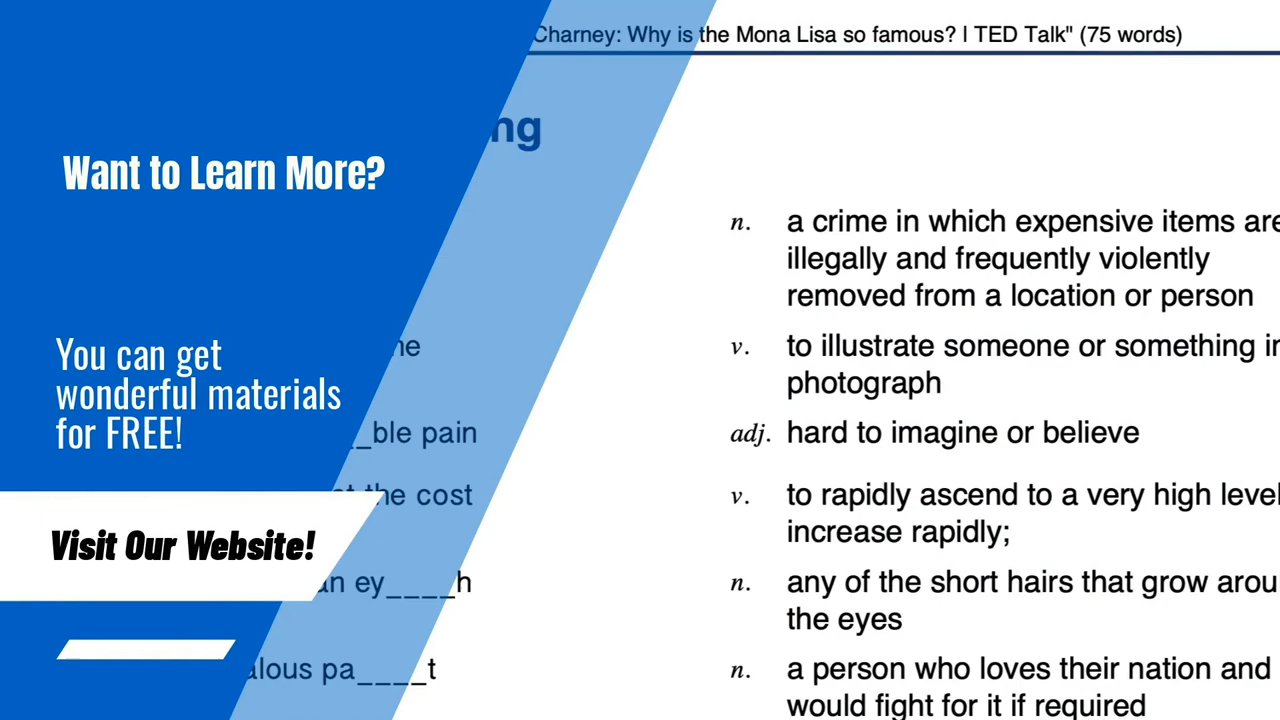 Charney: Why is the Mona Lisa so famous? | TED Talk" (75 words)
ng
Want to Learn More?
You can get
wonderful materials
for FREE!
Visit Our Website!
n. a crime in which expensive items are
illegally and frequently violently
removed from a location or person
he v. to illustrate someone or something in
photograph
_ble pain adj. hard to imagine or believe
the cost v. to rapidly ascend to a very high level
increase rapidly;
an ey____h n. any of the short hairs that grow arou
the eyes
alous pa____t n. a person who loves their nation and
would fight for it if required